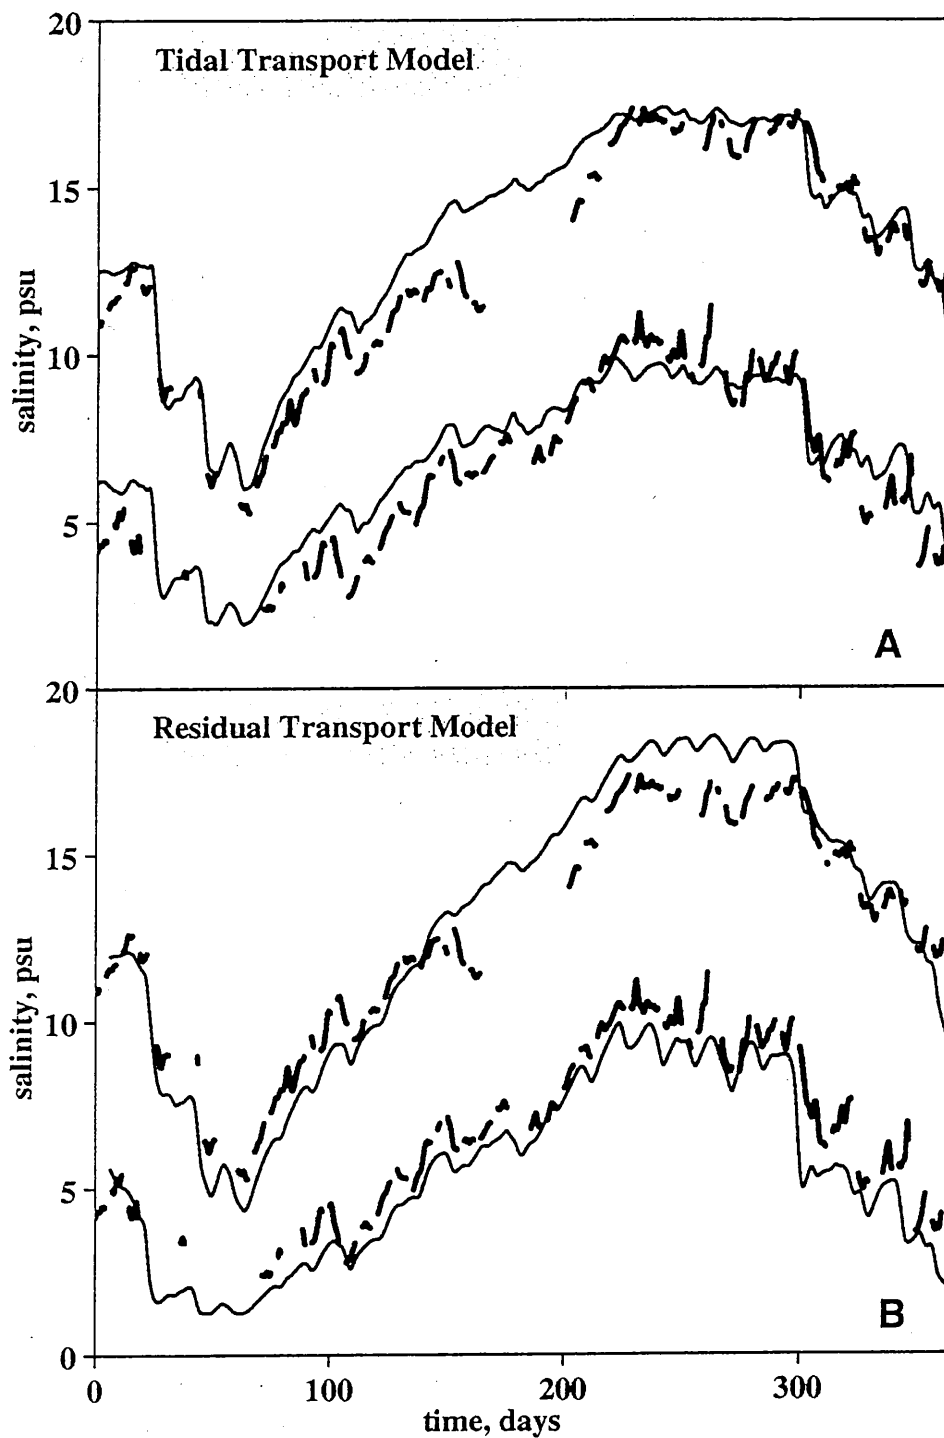 20
Tidal Transport Model
15
salinity, psu
10
5
A
20
Residual Transport Model
15
salinity, psu
10
5
B
0
0 100 200 300
time, days